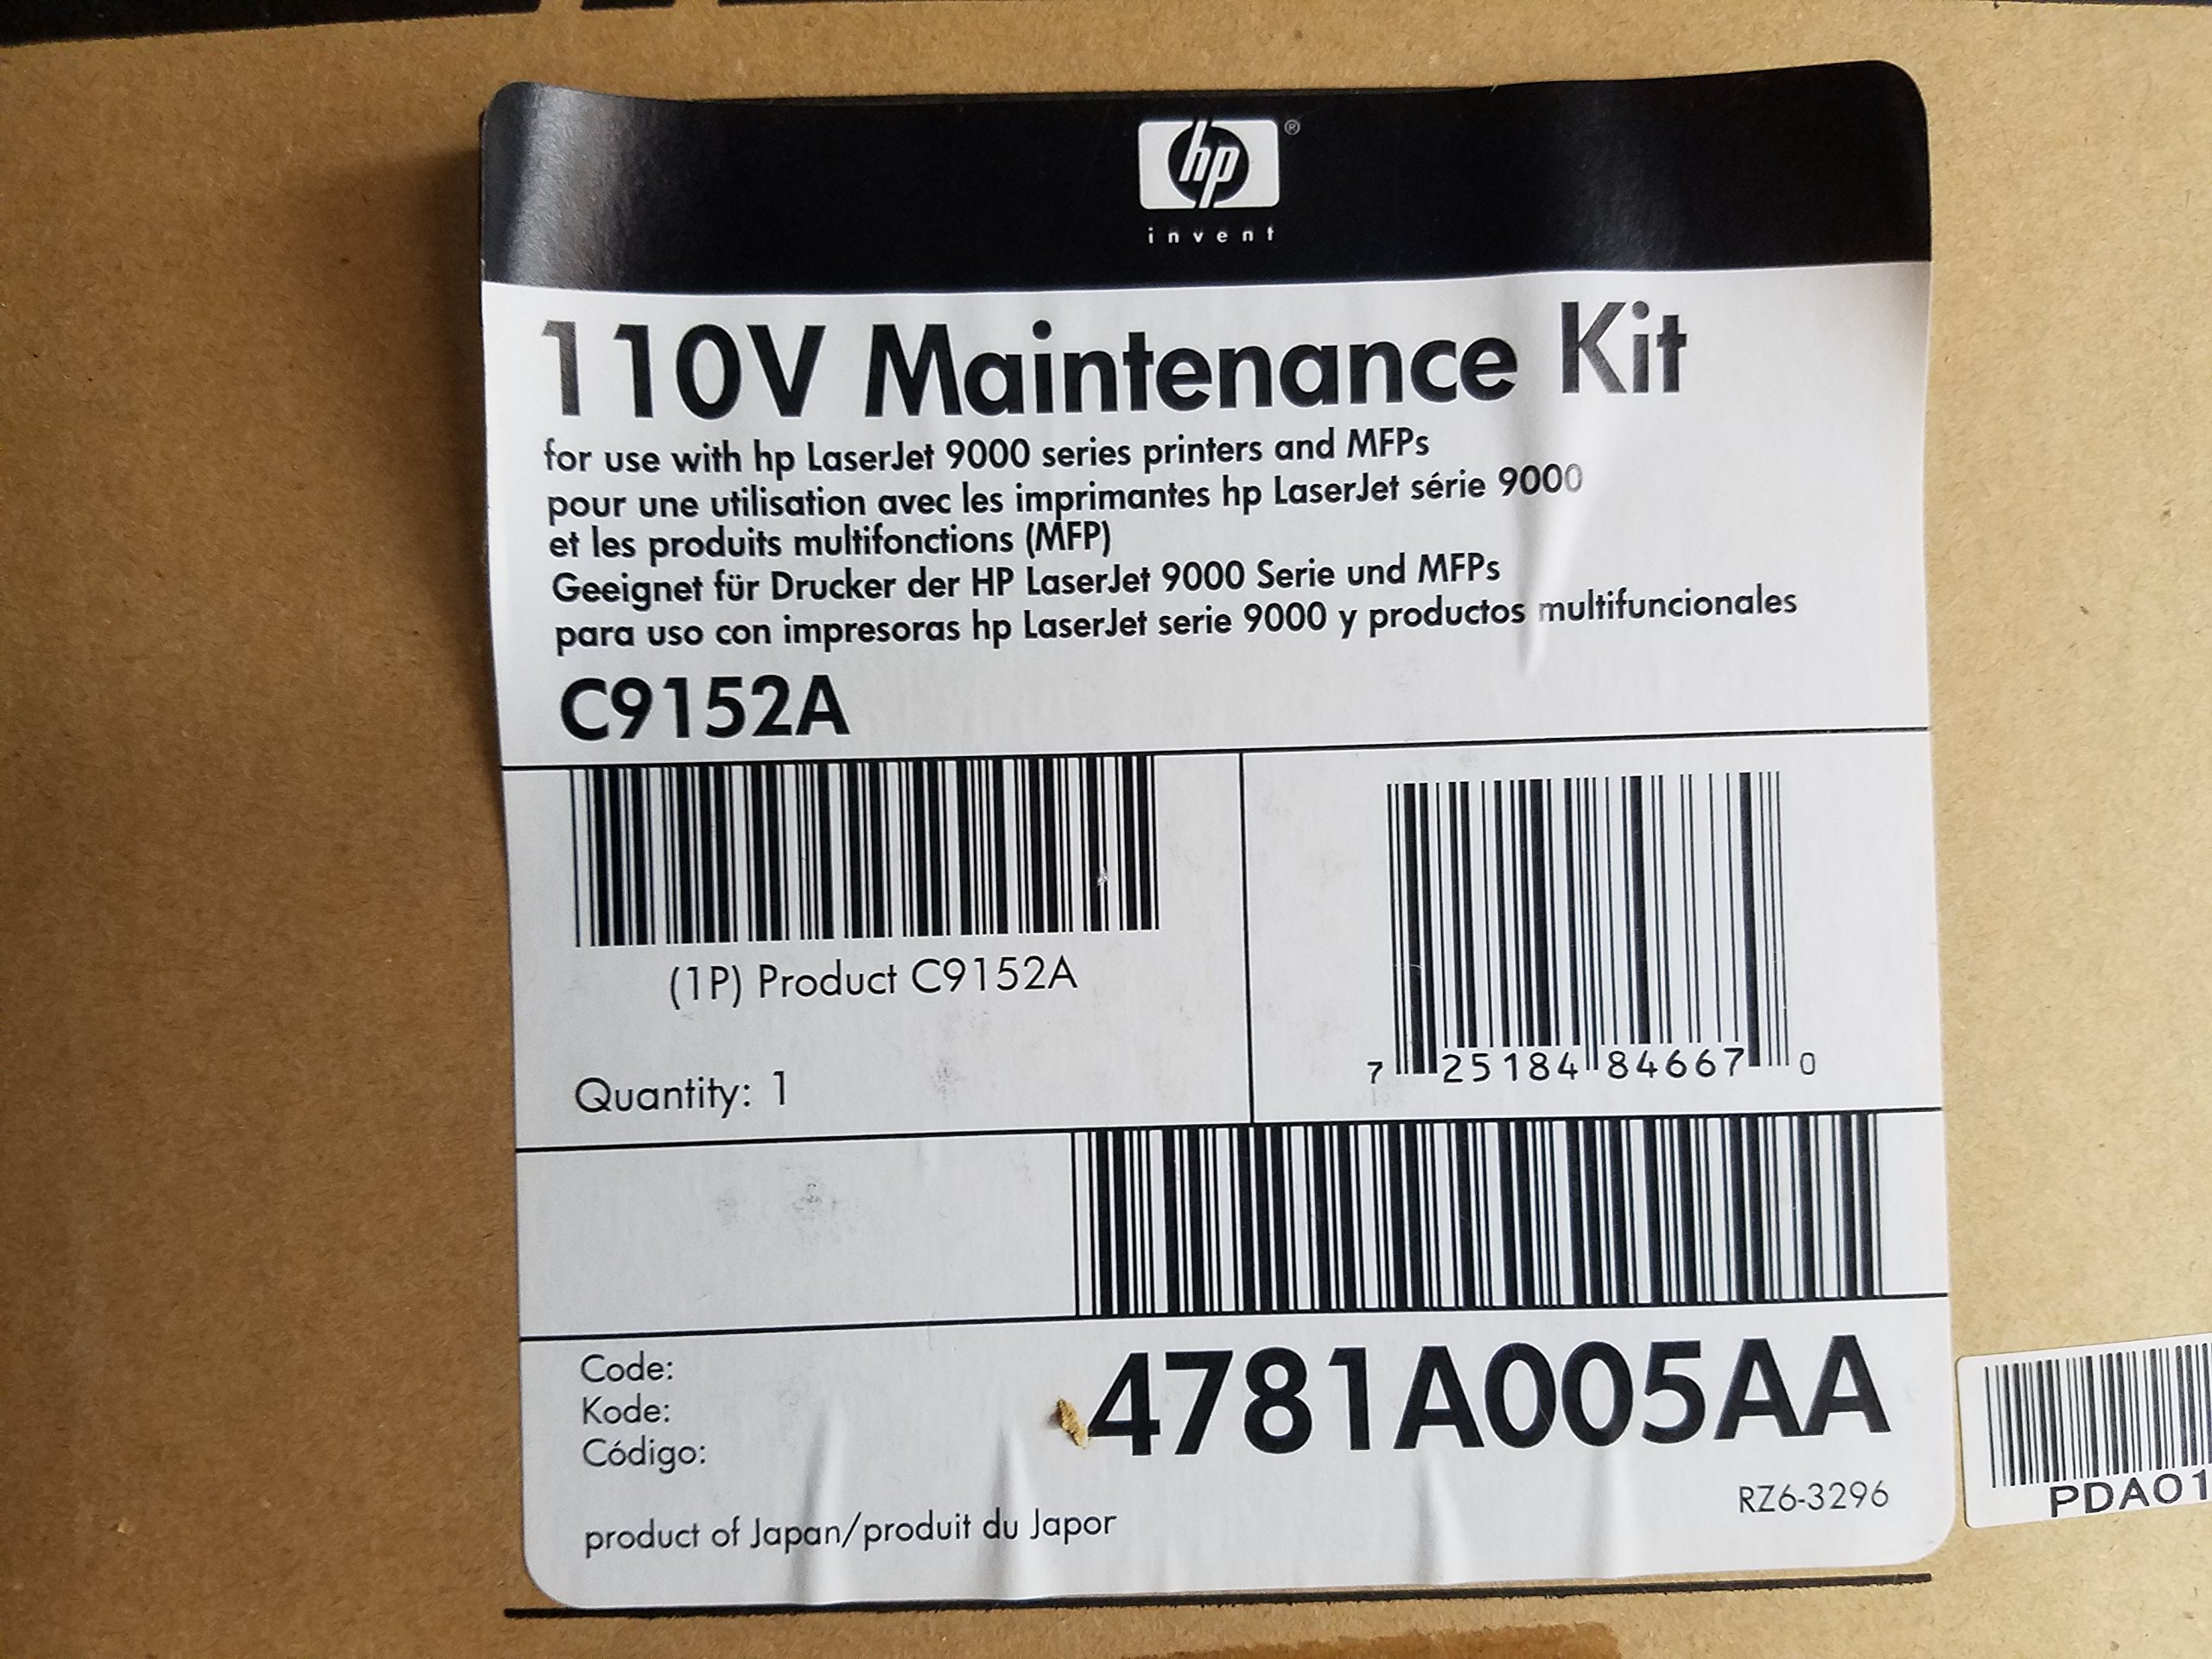 hp ®
invent
110V Maintenance Kit
for use with hp LaserJet 9000 series printers and MFPs
pour une utilisation avec les imprimantes hp LaserJet série 9000
et les produits multifonctions (MFP)
Geeignet für Drucker der HP LaserJet 9000 Serie und MFPs
para uso con impresoras hp LaserJet serie 9000 y productos multifuncionales
C9152A
(1P) Product C9152A
Quantity: 1
7 25184 84667 0
Code:
Kode:
Código:
4781A005AA
RZ6-3296
product of Japan/produit du Japor
PDA01